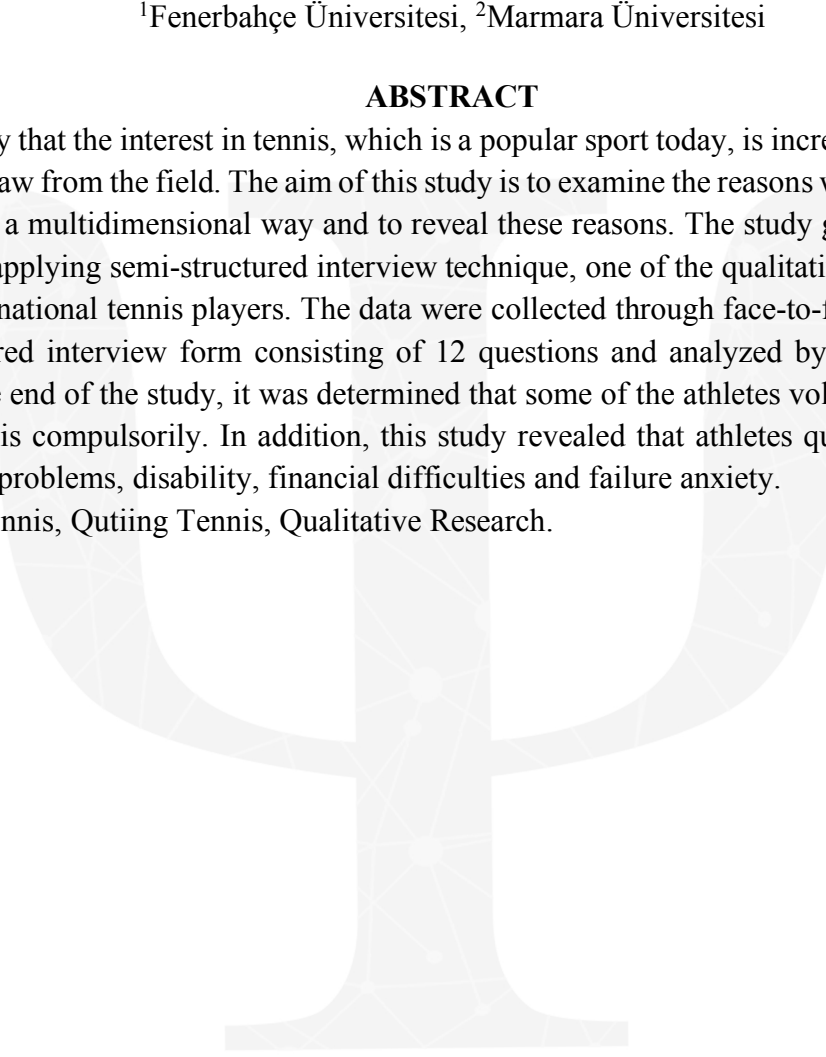 ¹Fenerbahçe Üniversitesi, ²Marmara Üniversitesi
ABSTRACT
y that the interest in tennis, which is a popular sport today, is incre
aw from the field. The aim of this study is to examine the reasons w
a multidimensional way and to reveal these reasons. The study g
applying semi-structured interview technique, one of the qualitati
national tennis players. The data were collected through face-to-f
red interview form consisting of 12 questions and analyzed by
e end of the study, it was determined that some of the athletes vol
is compulsorily. In addition, this study revealed that athletes qu
problems, disability, financial difficulties and failure anxiety.
nnis, Qutiing Tennis, Qualitative Research.